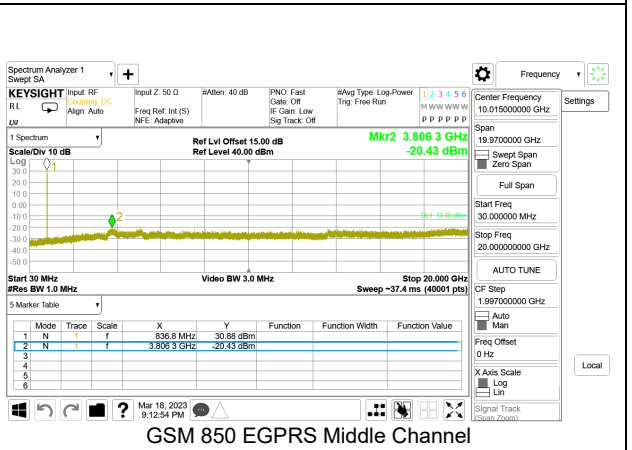 Spectrum Analyzer 1
Swept SA
+
Frequency
KEYSIGHT
RL
LXI
Input: RF
Coupling: DC
Align: Auto
Input Z: 50 Ω
Freq Ref: Int (S)
NFE: Adaptive
#Atten: 40 dB
PNO: Fast
Gate: Off
IF Gain: Low
Sig Track: Off
#Avg Type: Log-Power
Trig: Free Run
1 2 3 4 5 6
M W W W W W
P P P P P P
1 Spectrum
Scale/Div 10 dB
Ref Lvl Offset 15.00 dB
Ref Level 40.00 dBm
Mkr2 3.806 3 GHz
-20.43 dBm
Log
30.0
20.0
10.0
0.00
-10.0
-20.0
-30.0
-40.0
-50.0
1
2
DL1 -13.00 dBm
Start 30 MHz
#Res BW 1.0 MHz
Video BW 3.0 MHz
Stop 20.000 GHz
Sweep ~37.4 ms (40001 pts)
5 Marker Table
Mode Trace Scale X Y Function Function Width Function Value
1 N 1 f 836.8 MHz 30.88 dBm
2 N 1 f 3.806 3 GHz -20.43 dBm
3
4
5
6
Center Frequency
10.015000000 GHz
Settings
Span
19.9700000 GHz
Swept Span
Zero Span
Full Span
Start Freq
30.000000 MHz
Stop Freq
20.000000000 GHz
AUTO TUNE
CF Step
1.997000000 GHz
Auto
Man
Freq Offset
0 Hz
X Axis Scale
Log
Lin
Signal Track
(Span Zoom)
Local
?
Mar 18, 2023
9:12:54 PM
GSM 850 EGPRS Middle Channel